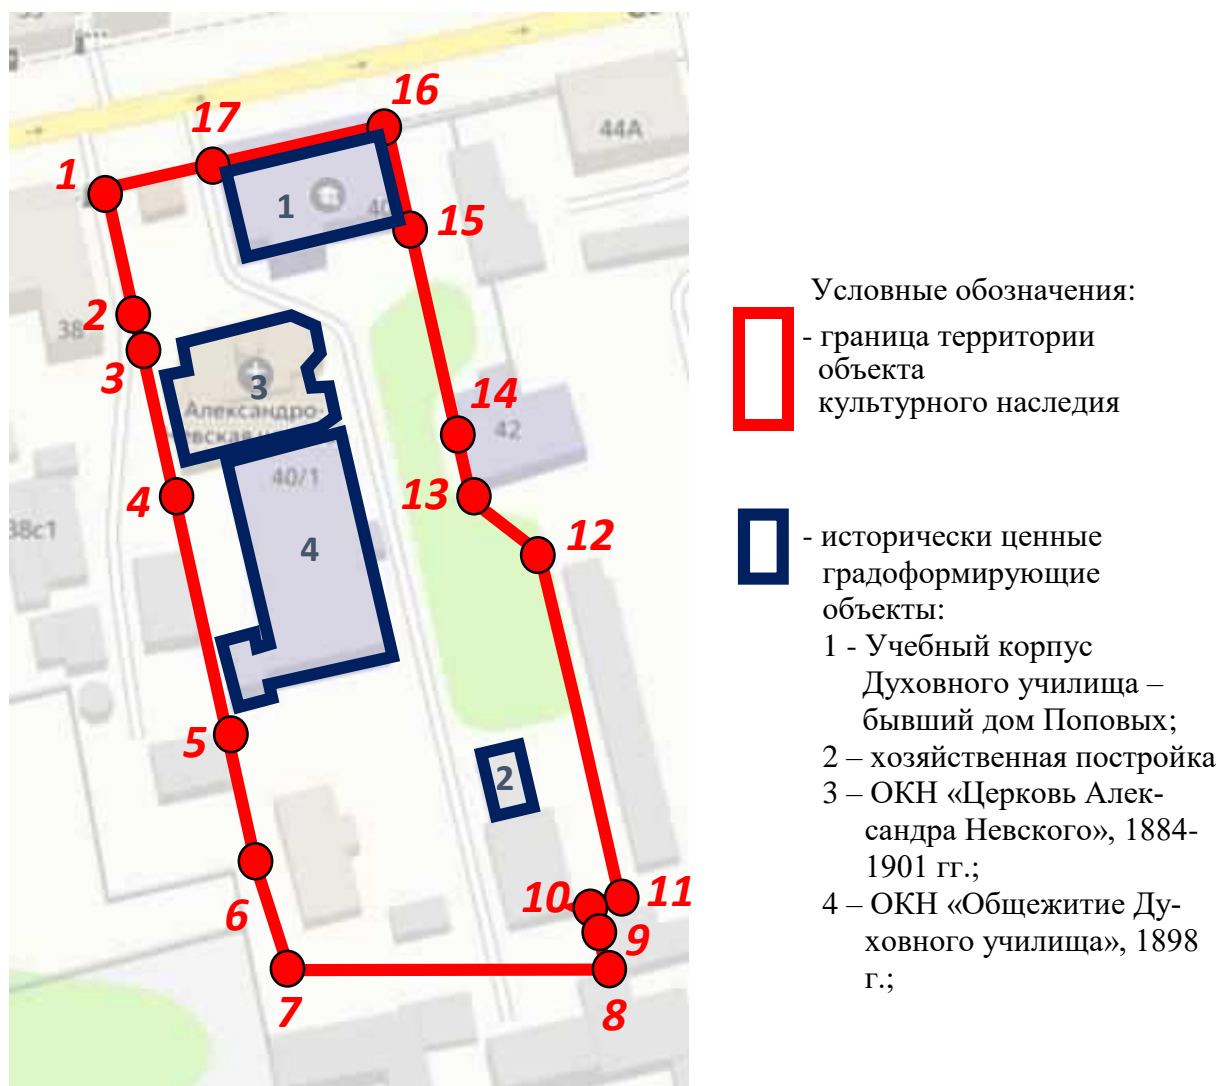 16
17
44А
1
1
40
15
2
38
3
3
Александро-
невская це
14
42
40/1
4
13
38с1
4
12
5
2
6
10
11
9
7
8
Условные обозначения:
- граница территории
объекта
культурного наследия
- исторически ценные
градоформирующие
объекты:
1 - Учебный корпус
Духовного училища –
бывший дом Поповых;
2 – хозяйственная постройка
3 – ОКН «Церковь Алек-
сандра Невского», 1884-
1901 гг.;
4 – ОКН «Общежитие Ду-
ховного училища», 1898
г.;